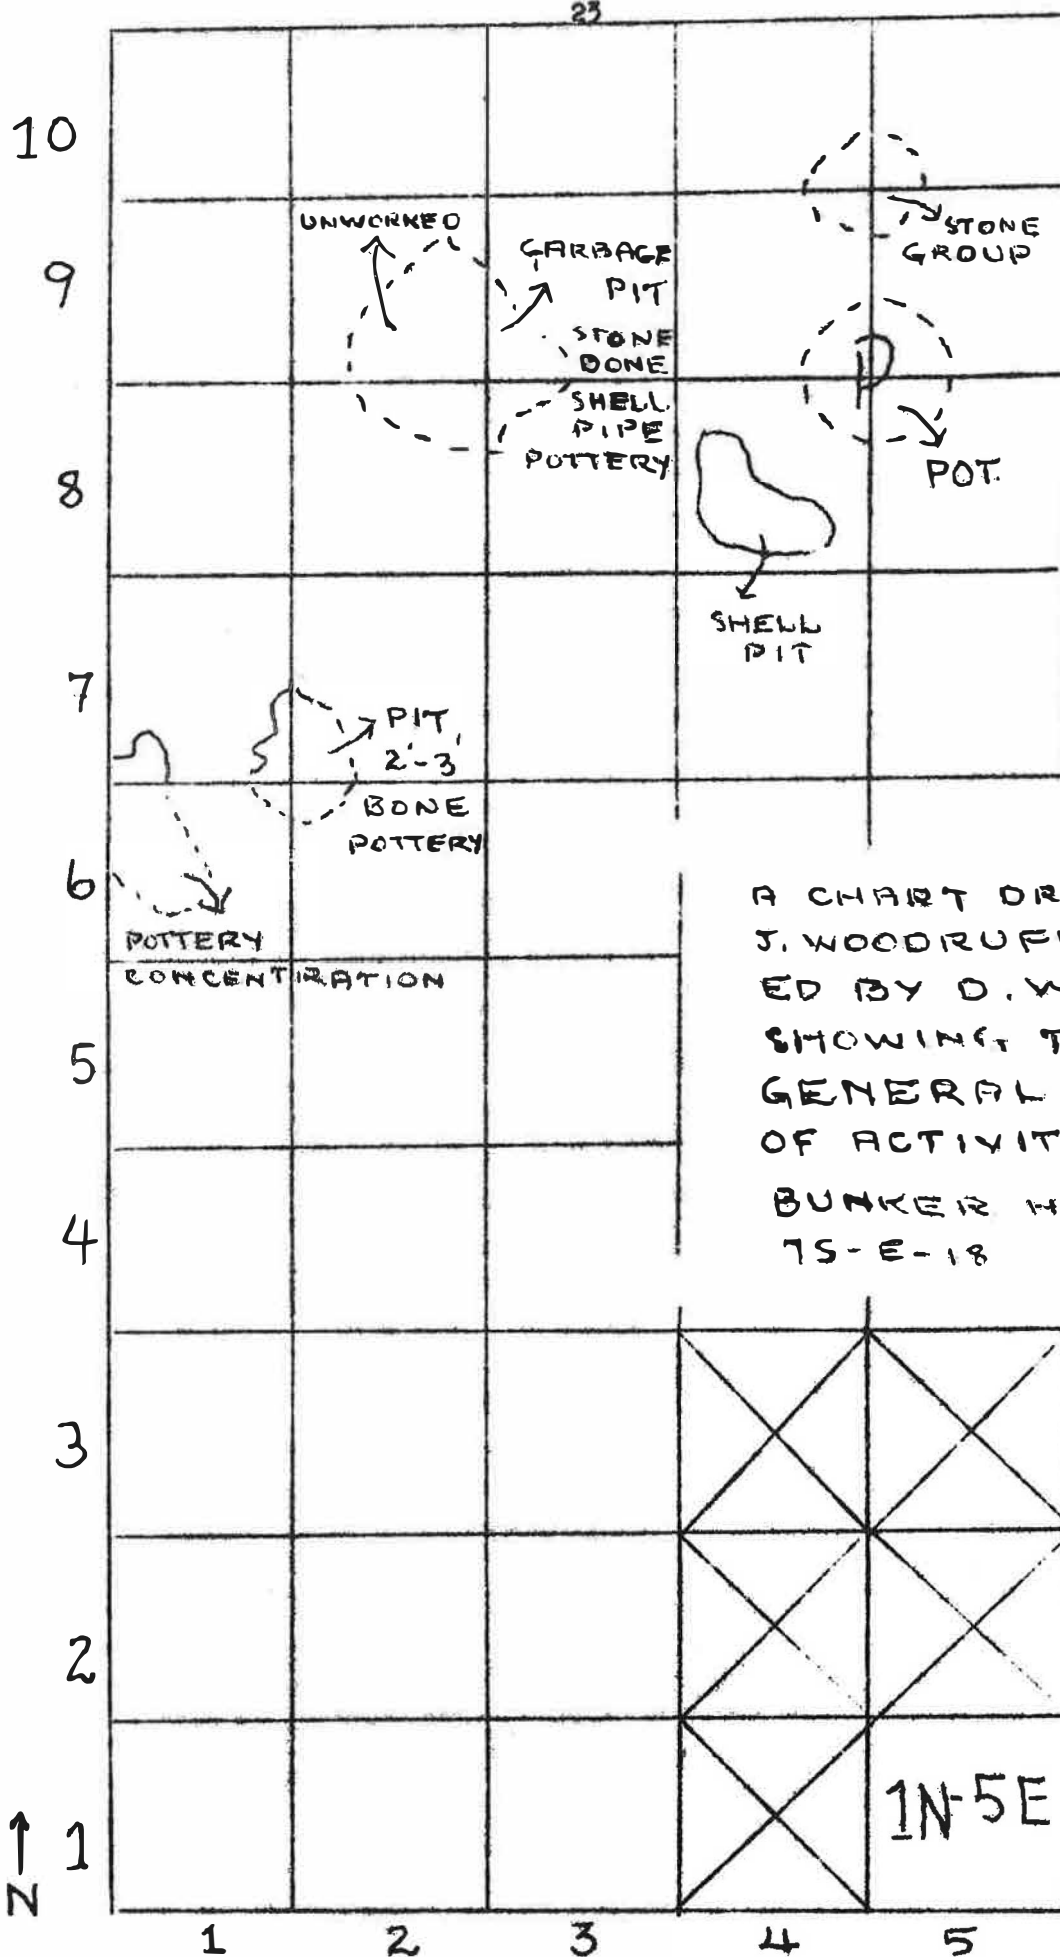 23
10
UNWORKED
GARBAGE
PIT
STONE
GROUP
9
STONE
DONE
SHELL
PIPE
POTTERY
P
POT.
8
SHELL
PIT
7
PIT
2'-3'
BONE
POTTERY
6
POTTERY
CONCENTRATION
A CHART DR
J. WOODRUF
ED BY D. W
SHOWING T
GENERAL
OF ACTIVIT
BUNKER H
75-E-18
5
4
3
2
1N-5E
1
N
1 2 3 4 5